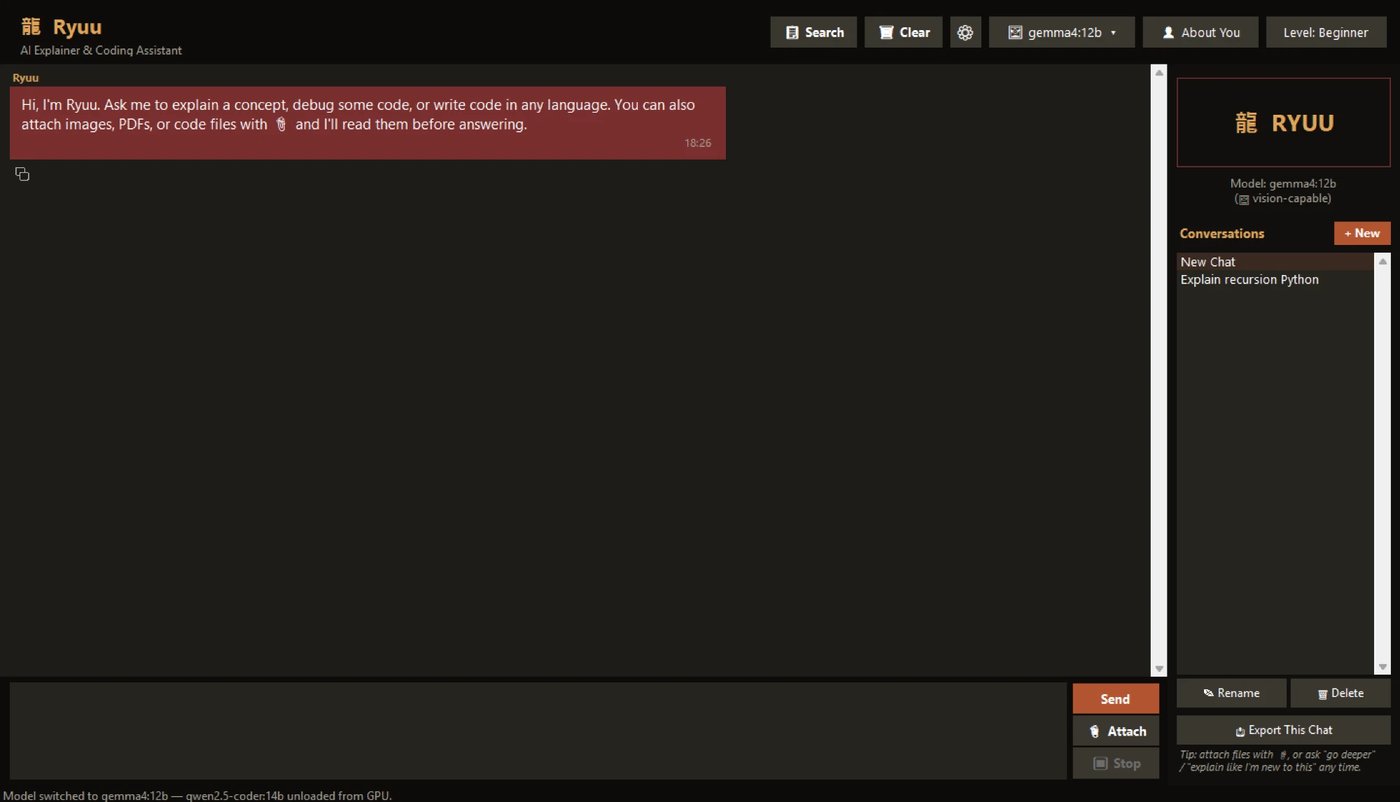 龍 Ryuu
AI Explainer & Coding Assistant
Search
Clear
gemma4:12b
About You
Level: Beginner
Ryuu
Hi, I'm Ryuu. Ask me to explain a concept, debug some code, or write code in any language. You can also
attach images, PDFs, or code files with and I'll read them before answering.
18:26
龍 RYUU
Model: gemma4:12b
( vision-capable)
Conversations
+ New
New Chat
Explain recursion Python
Rename
Delete
Export This Chat
Tip: attach files with , or ask "go deeper"
/ "explain like I'm new to this" any time.
Send
Attach
Stop
Model switched to gemma4:12b — qwen2.5-coder:14b unloaded from GPU.